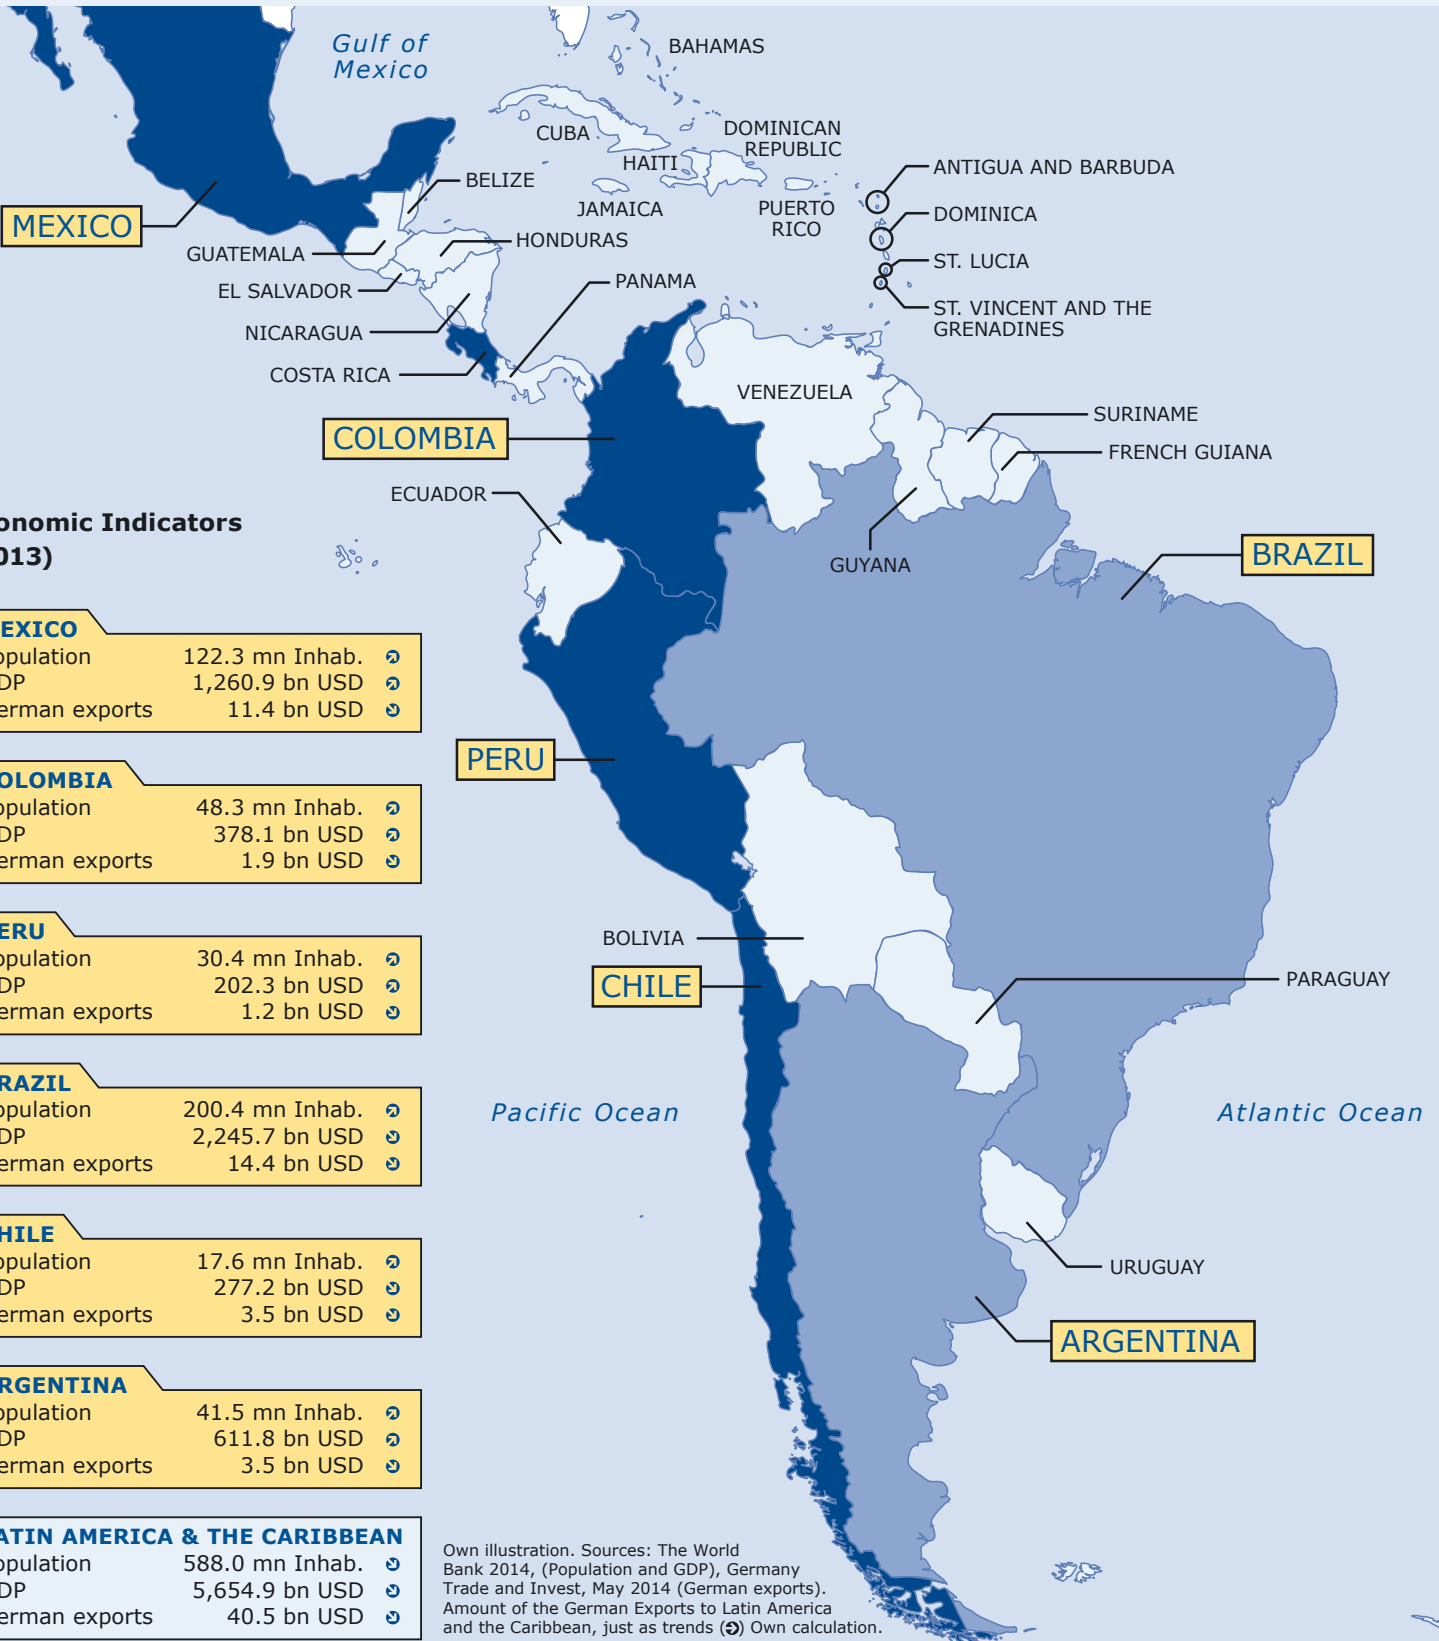 Gulf of
Mexico
BAHAMAS
CUBA
DOMINICAN
REPUBLIC
HAITI
ANTIGUA AND BARBUDA
BELIZE
JAMAICA
PUERTO
RICO
DOMINICA
MEXICO
GUATEMALA
HONDURAS
ST. LUCIA
EL SALVADOR
PANAMA
ST. VINCENT AND THE
GRENADINES
NICARAGUA
COSTA RICA
VENEZUELA
SURINAME
COLOMBIA
FRENCH GUIANA
ECUADOR
GUYANA
BRAZIL
onomic Indicators
013)
EXICO
opulation 122.3 mn Inhab.
DP 1,260.9 bn USD
erman exports 11.4 bn USD
PERU
OLOMBIA
opulation 48.3 mn Inhab.
DP 378.1 bn USD
erman exports 1.9 bn USD
ERU
opulation 30.4 mn Inhab.
DP 202.3 bn USD
erman exports 1.2 bn USD
BOLIVIA
CHILE
PARAGUAY
RAZIL
opulation 200.4 mn Inhab.
DP 2,245.7 bn USD
erman exports 14.4 bn USD
Pacific Ocean
Atlantic Ocean
HILE
opulation 17.6 mn Inhab.
DP 277.2 bn USD
erman exports 3.5 bn USD
URUGUAY
ARGENTINA
RGENTINA
opulation 41.5 mn Inhab.
DP 611.8 bn USD
erman exports 3.5 bn USD
ATIN AMERICA & THE CARIBBEAN
opulation 588.0 mn Inhab.
DP 5,654.9 bn USD
erman exports 40.5 bn USD
Own illustration. Sources: The World
Bank 2014, (Population and GDP), Germany
Trade and Invest, May 2014 (German exports).
Amount of the German Exports to Latin America
and the Caribbean, just as trends (➲) Own calculation.